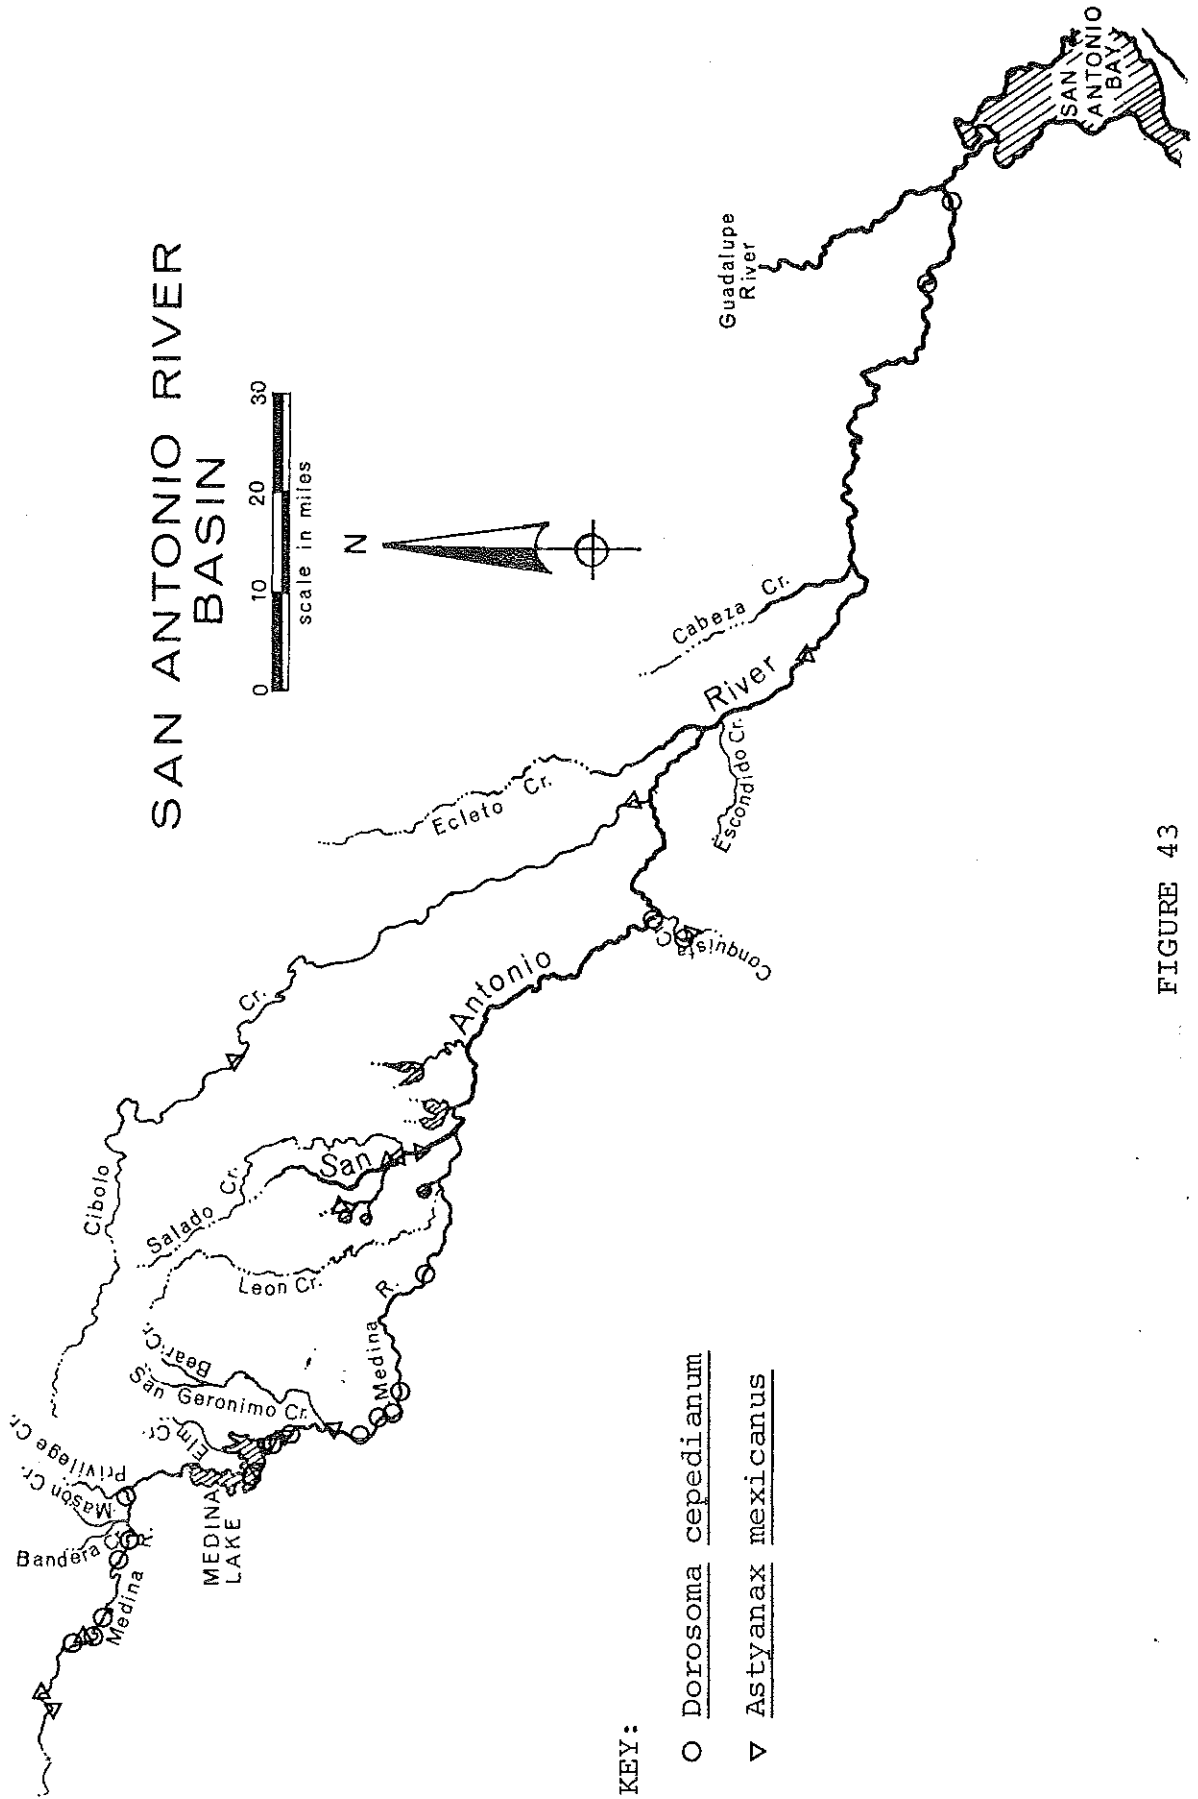 SAN ANTONIO RIVER
BASIN
0 10 20 30
scale in miles
N
Guadalupe
River
SAN
ANTONIO
BAY
Cabeza Cr.
River
Escondido Cr.
Ecleto Cr.
Conquista Cr.
Antonio
San
Cibolo Cr.
Salado Cr.
Leon Cr.
Medina R.
Bear Cr.
San Geronimo Cr.
Elm Cr.
Privilege Cr.
Mason Cr.
Bandera Cr.
MEDINA
LAKE
Medina R.
KEY:
O Dorosoma cepedianum
▽ Astyanax mexicanus
FIGURE 43